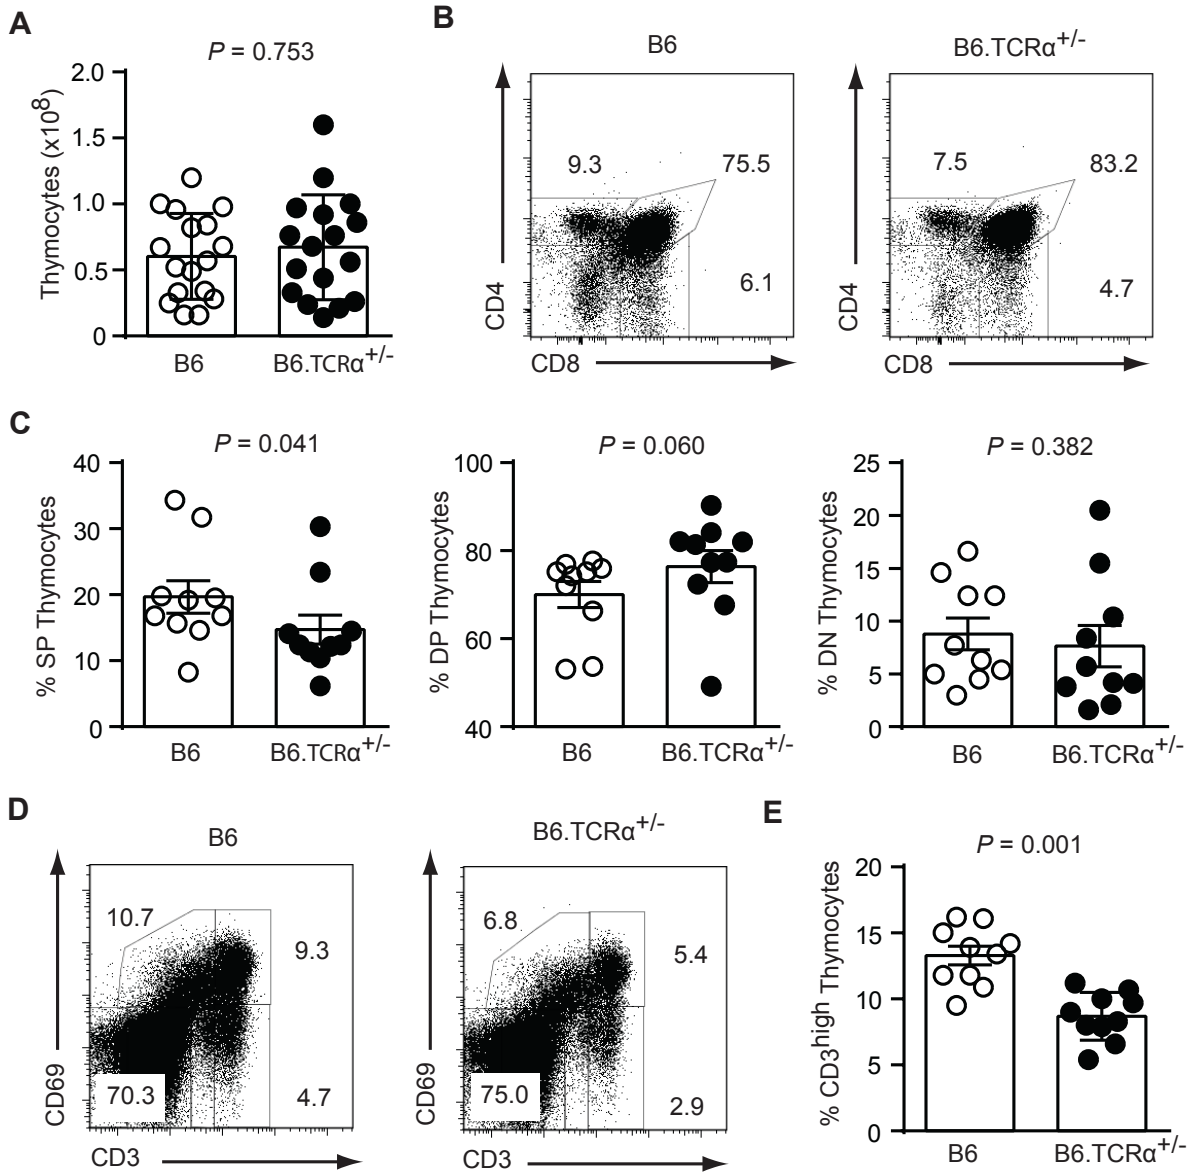 A
P = 0.753
Thymocytes (x10⁸)
2.0
1.5
1.0
0.5
0
B6
B6.TCRα+/-
B
B6
B6.TCRα+/-
9.3
75.5
6.1
7.5
83.2
4.7
CD4
CD8
CD4
CD8
C
P = 0.041
% SP Thymocytes
40
30
20
10
0
B6
B6.TCRα+/-
P = 0.060
% DP Thymocytes
100
80
60
40
B6
B6.TCRα+/-
P = 0.382
% DN Thymocytes
25
20
15
10
5
0
B6
B6.TCRα+/-
D
B6
10.7
9.3
70.3
4.7
CD69
CD3
B6.TCRα+/-
6.8
5.4
75.0
2.9
CD69
CD3
E
P = 0.001
% CD3high Thymocytes
20
15
10
5
0
B6
B6.TCRα+/-